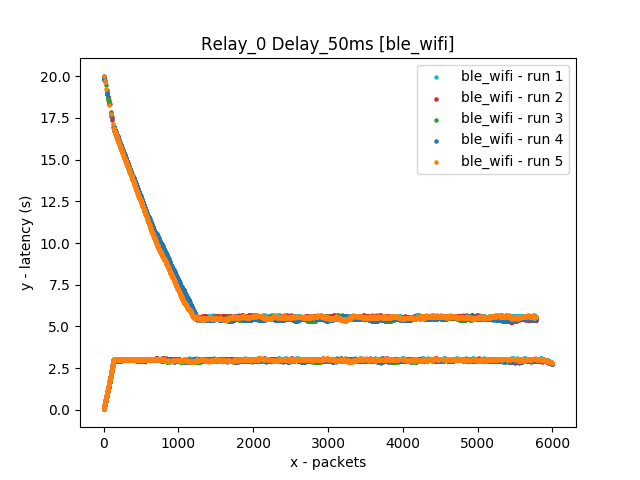 Relay_0 Delay_50ms [ble_wifi]
ble_wifi - run 1
ble_wifi - run 2
ble_wifi - run 3
ble_wifi - run 4
ble_wifi - run 5
y - latency (s)
20.0
17.5
15.0
12.5
10.0
7.5
5.0
2.5
0.0
0 1000 2000 3000 4000 5000 6000
x - packets